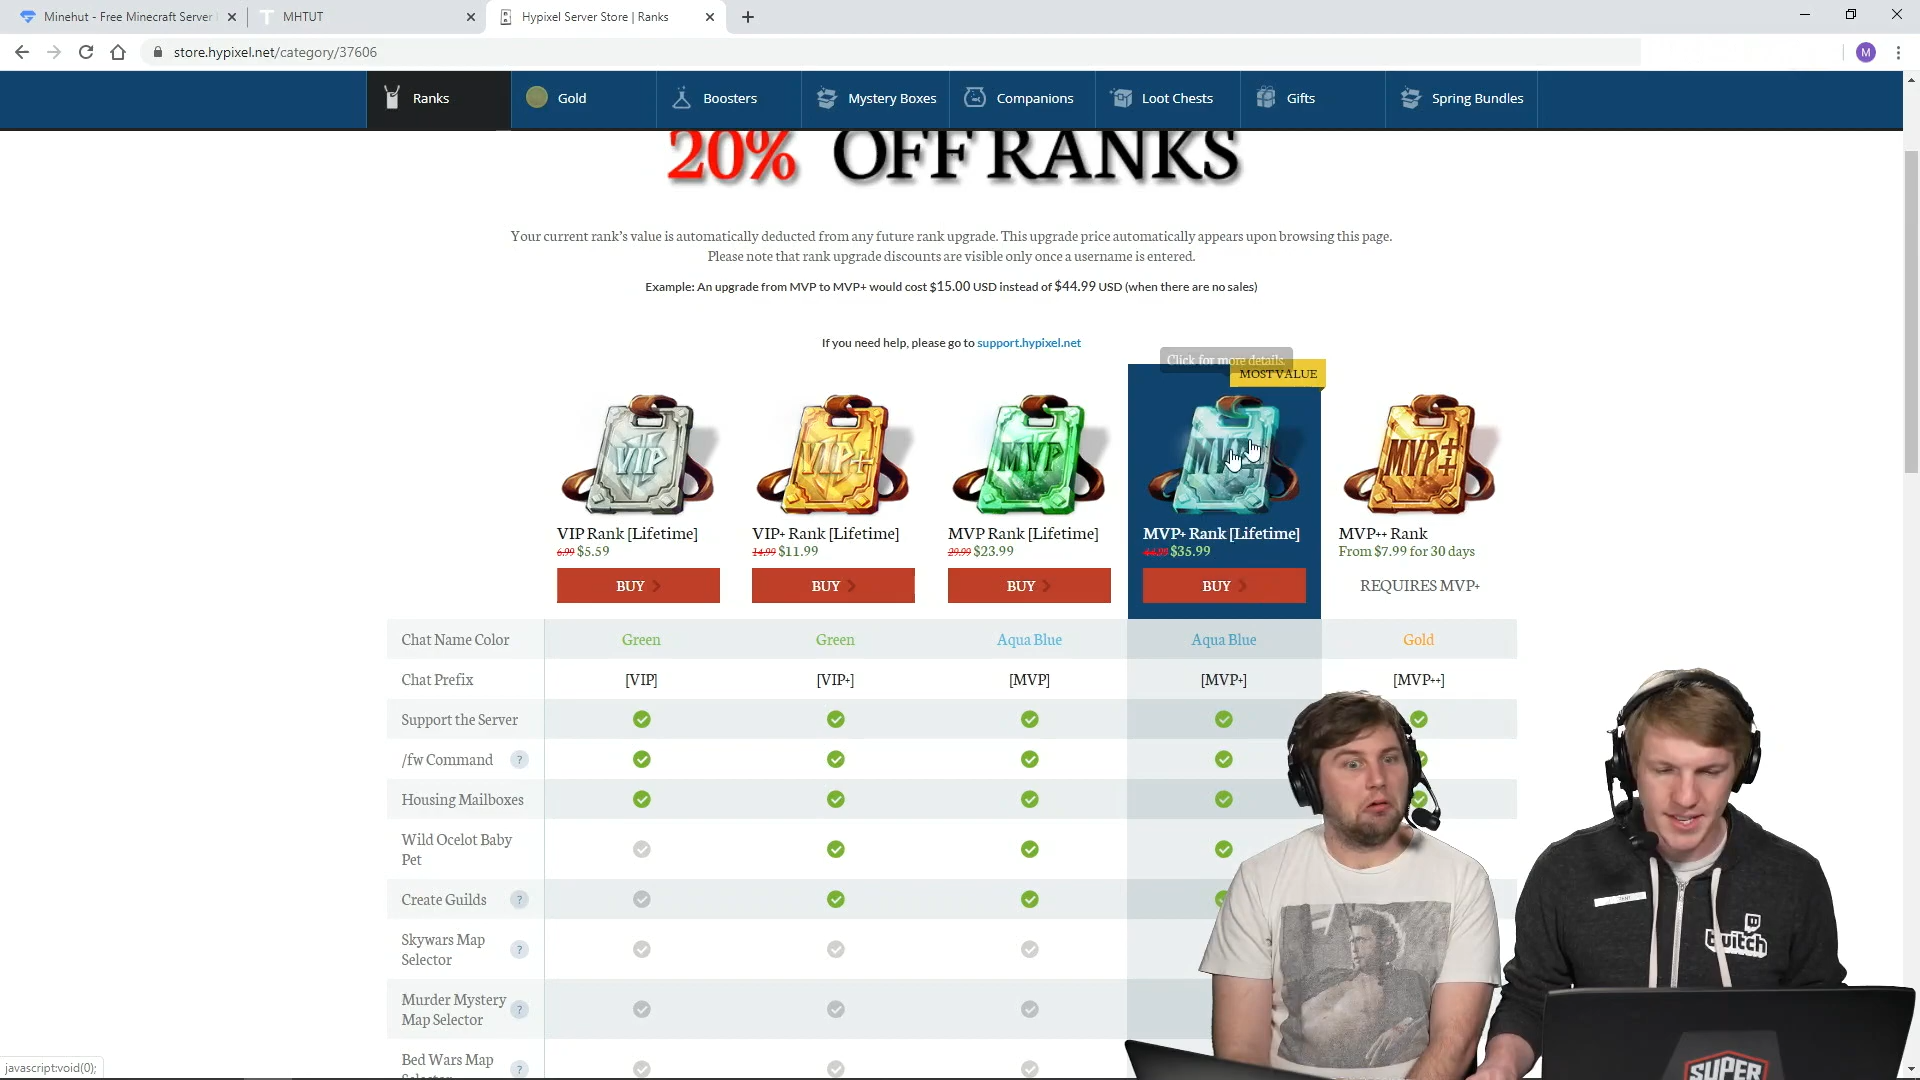 Minehut - Free Minecraft Server
MHTUT
Hypixel Server Store | Ranks
store.hypixel.net/category/37606
M
Ranks
Gold
Boosters
Mystery Boxes
Companions
Loot Chests
Gifts
Spring Bundles
20% OFF RANKS
Your current rank's value is automatically deducted from any future rank upgrade. This upgrade price automatically appears upon browsing this page.
Please note that rank upgrade discounts are visible only once a username is entered.
Example: An upgrade from MVP to MVP+ would cost $15.00 USD instead of $44.99 USD (when there are no sales)
If you need help, please go to support.hypixel.net
Click for more details.
MOST VALUE
VIP
VIP+
MVP
MVP+
MVP++
VIP Rank [Lifetime]
VIP+ Rank [Lifetime]
MVP Rank [Lifetime]
MVP+ Rank [Lifetime]
MVP++ Rank
6.99 $5.59
14.99 $11.99
29.99 $23.99
44.99 $35.99
From $7.99 for 30 days
BUY
BUY
BUY
BUY
REQUIRES MVP+
Chat Name Color Green Green Aqua Blue Aqua Blue Gold
Chat Prefix [VIP] [VIP+] [MVP] [MVP+] [MVP++]
Support the Server
/fw Command ?
Housing Mailboxes
Wild Ocelot Baby
Pet
Create Guilds ?
Skywars Map
Selector ?
Murder Mystery
Map Selector ?
Bed Wars Map
Selector ?
twitch
SUPER
javascript:void(0);